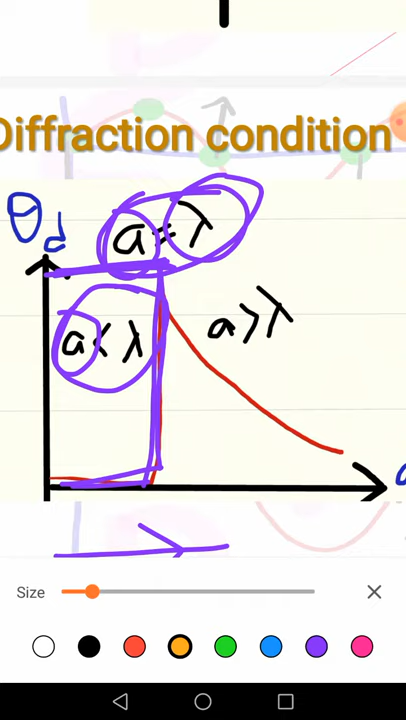 Diffraction condition
θd
a = λ
a < λ
a > λ
Size